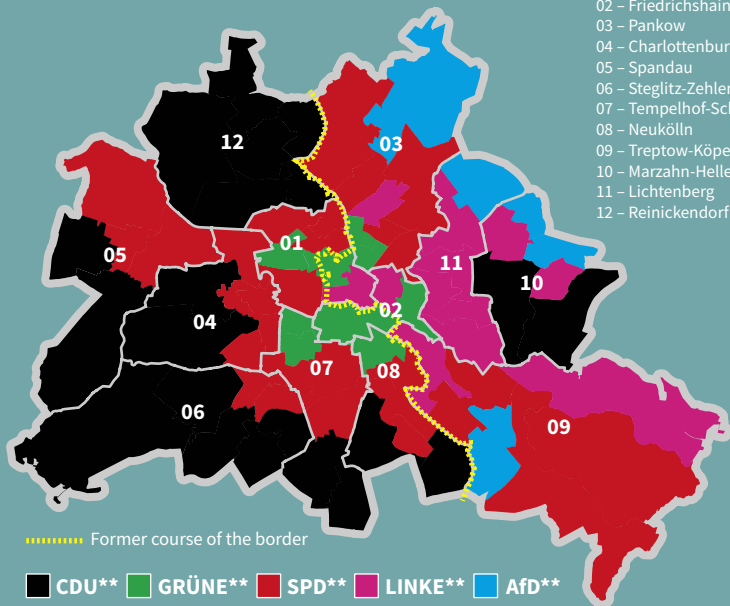 02 – Friedrichshain
03 – Pankow
04 – Charlottenbur
05 – Spandau
06 – Steglitz-Zehler
07 – Tempelhof-Sch
08 – Neukölln
09 – Treptow-Köpe
10 – Marzahn-Helle
11 – Lichtenberg
12 – Reinickendorf
12
03
01
05
11
10
02
04
07
08
06
09
Former course of the border
CDU** GRÜNE** SPD** LINKE** AfD**